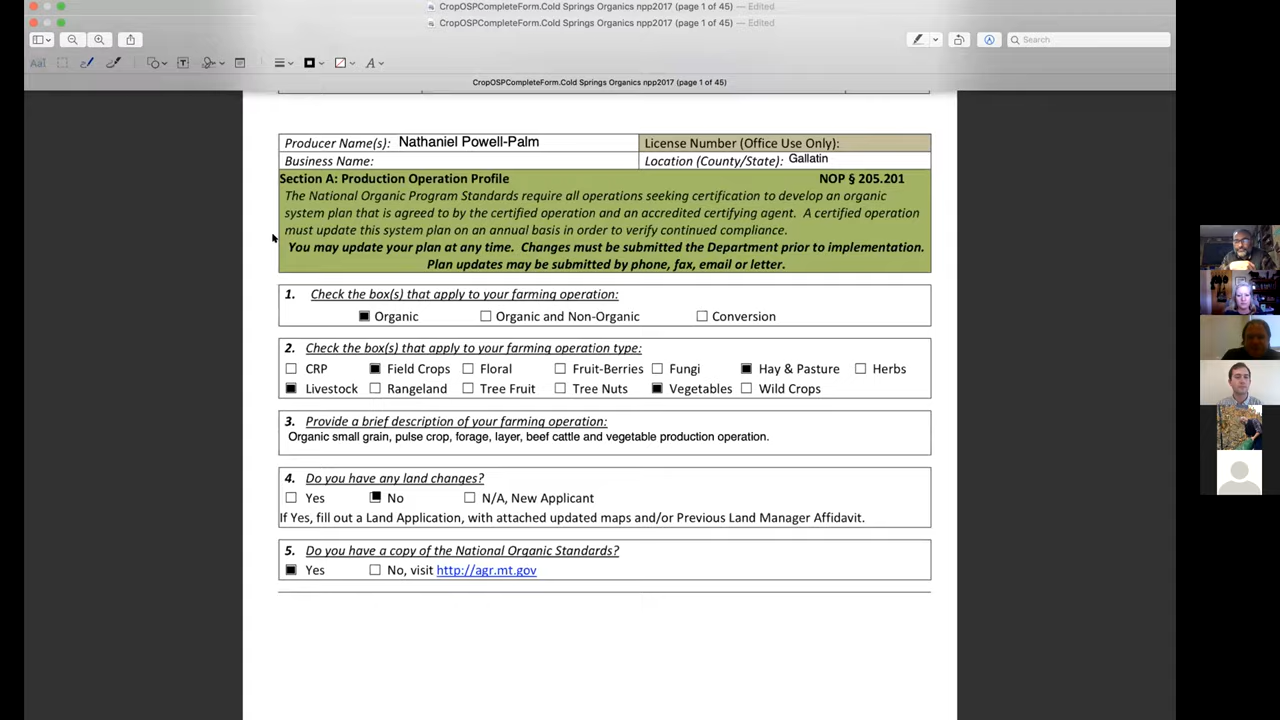 CropOSPCompleteForm.Cold Springs Organics npp2017 (page 1 of 45) — Edited
CropOSPCompleteForm.Cold Springs Organics npp2017 (page 1 of 45) — Edited
Search
CropOSPCompleteForm.Cold Springs Organics npp2017 (page 1 of 45)
Producer Name(s): Nathaniel Powell-Palm License Number (Office Use Only):
Business Name: Location (County/State): Gallatin
Section A: Production Operation Profile NOP § 205.201
The National Organic Program Standards require all operations seeking certification to develop an organic
system plan that is agreed to by the certified operation and an accredited certifying agent. A certified operation
must update this system plan on an annual basis in order to verify continued compliance.
You may update your plan at any time. Changes must be submitted the Department prior to implementation.
Plan updates may be submitted by phone, fax, email or letter.
1. Check the box(s) that apply to your farming operation:
Organic Organic and Non-Organic Conversion
2. Check the box(s) that apply to your farming operation type:
CRP Field Crops Floral Fruit-Berries Fungi Hay & Pasture Herbs
Livestock Rangeland Tree Fruit Tree Nuts Vegetables Wild Crops
3. Provide a brief description of your farming operation:
Organic small grain, pulse crop, forage, layer, beef cattle and vegetable production operation.
4. Do you have any land changes?
Yes No N/A, New Applicant
If Yes, fill out a Land Application, with attached updated maps and/or Previous Land Manager Affidavit.
5. Do you have a copy of the National Organic Standards?
Yes No, visit http://agr.mt.gov